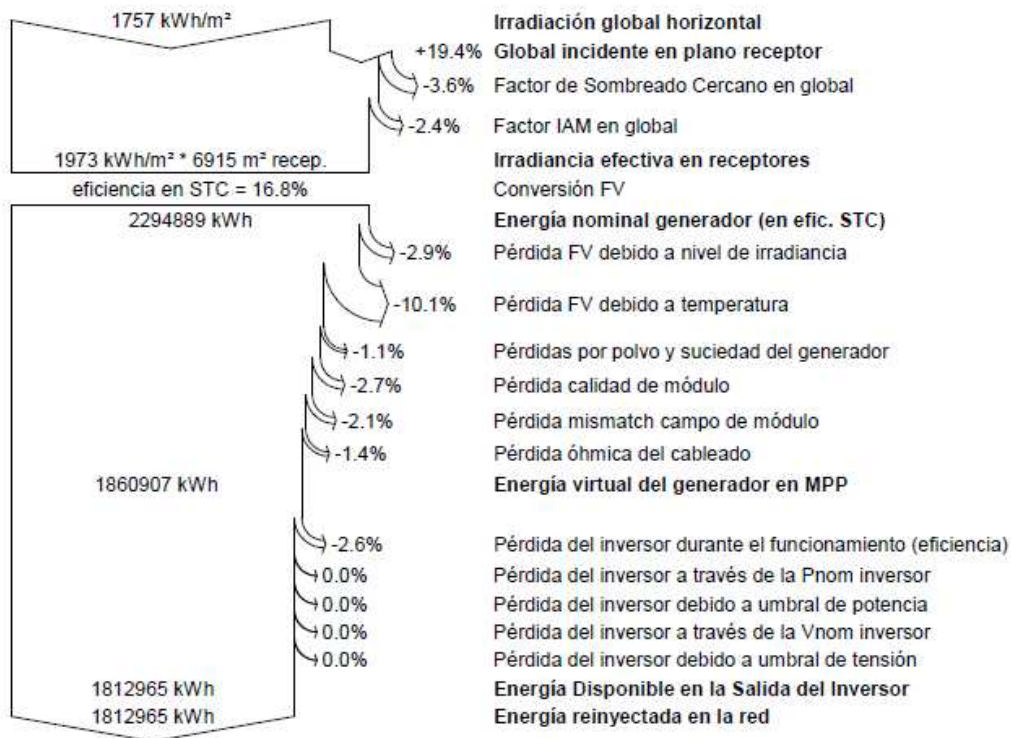 1757 kWh/m² Irradiación global horizontal
+19.4% Global incidente en plano receptor
-3.6% Factor de Sombreado Cercano en global
-2.4% Factor IAM en global
1973 kWh/m² * 6915 m² recep. Irradiancia efectiva en receptores
eficiencia en STC = 16.8% Conversión FV
2294889 kWh Energía nominal generador (en efic. STC)
-2.9% Pérdida FV debido a nivel de irradiancia
-10.1% Pérdida FV debido a temperatura
-1.1% Pérdidas por polvo y suciedad del generador
-2.7% Pérdida calidad de módulo
-2.1% Pérdida mismatch campo de módulo
-1.4% Pérdida óhmica del cableado
1860907 kWh Energía virtual del generador en MPP
-2.6% Pérdida del inversor durante el funcionamiento (eficiencia)
0.0% Pérdida del inversor a través de la Pnom inversor
0.0% Pérdida del inversor debido a umbral de potencia
0.0% Pérdida del inversor a través de la Vnom inversor
0.0% Pérdida del inversor debido a umbral de tensión
1812965 kWh Energía Disponible en la Salida del Inversor
1812965 kWh Energía reinyectada en la red